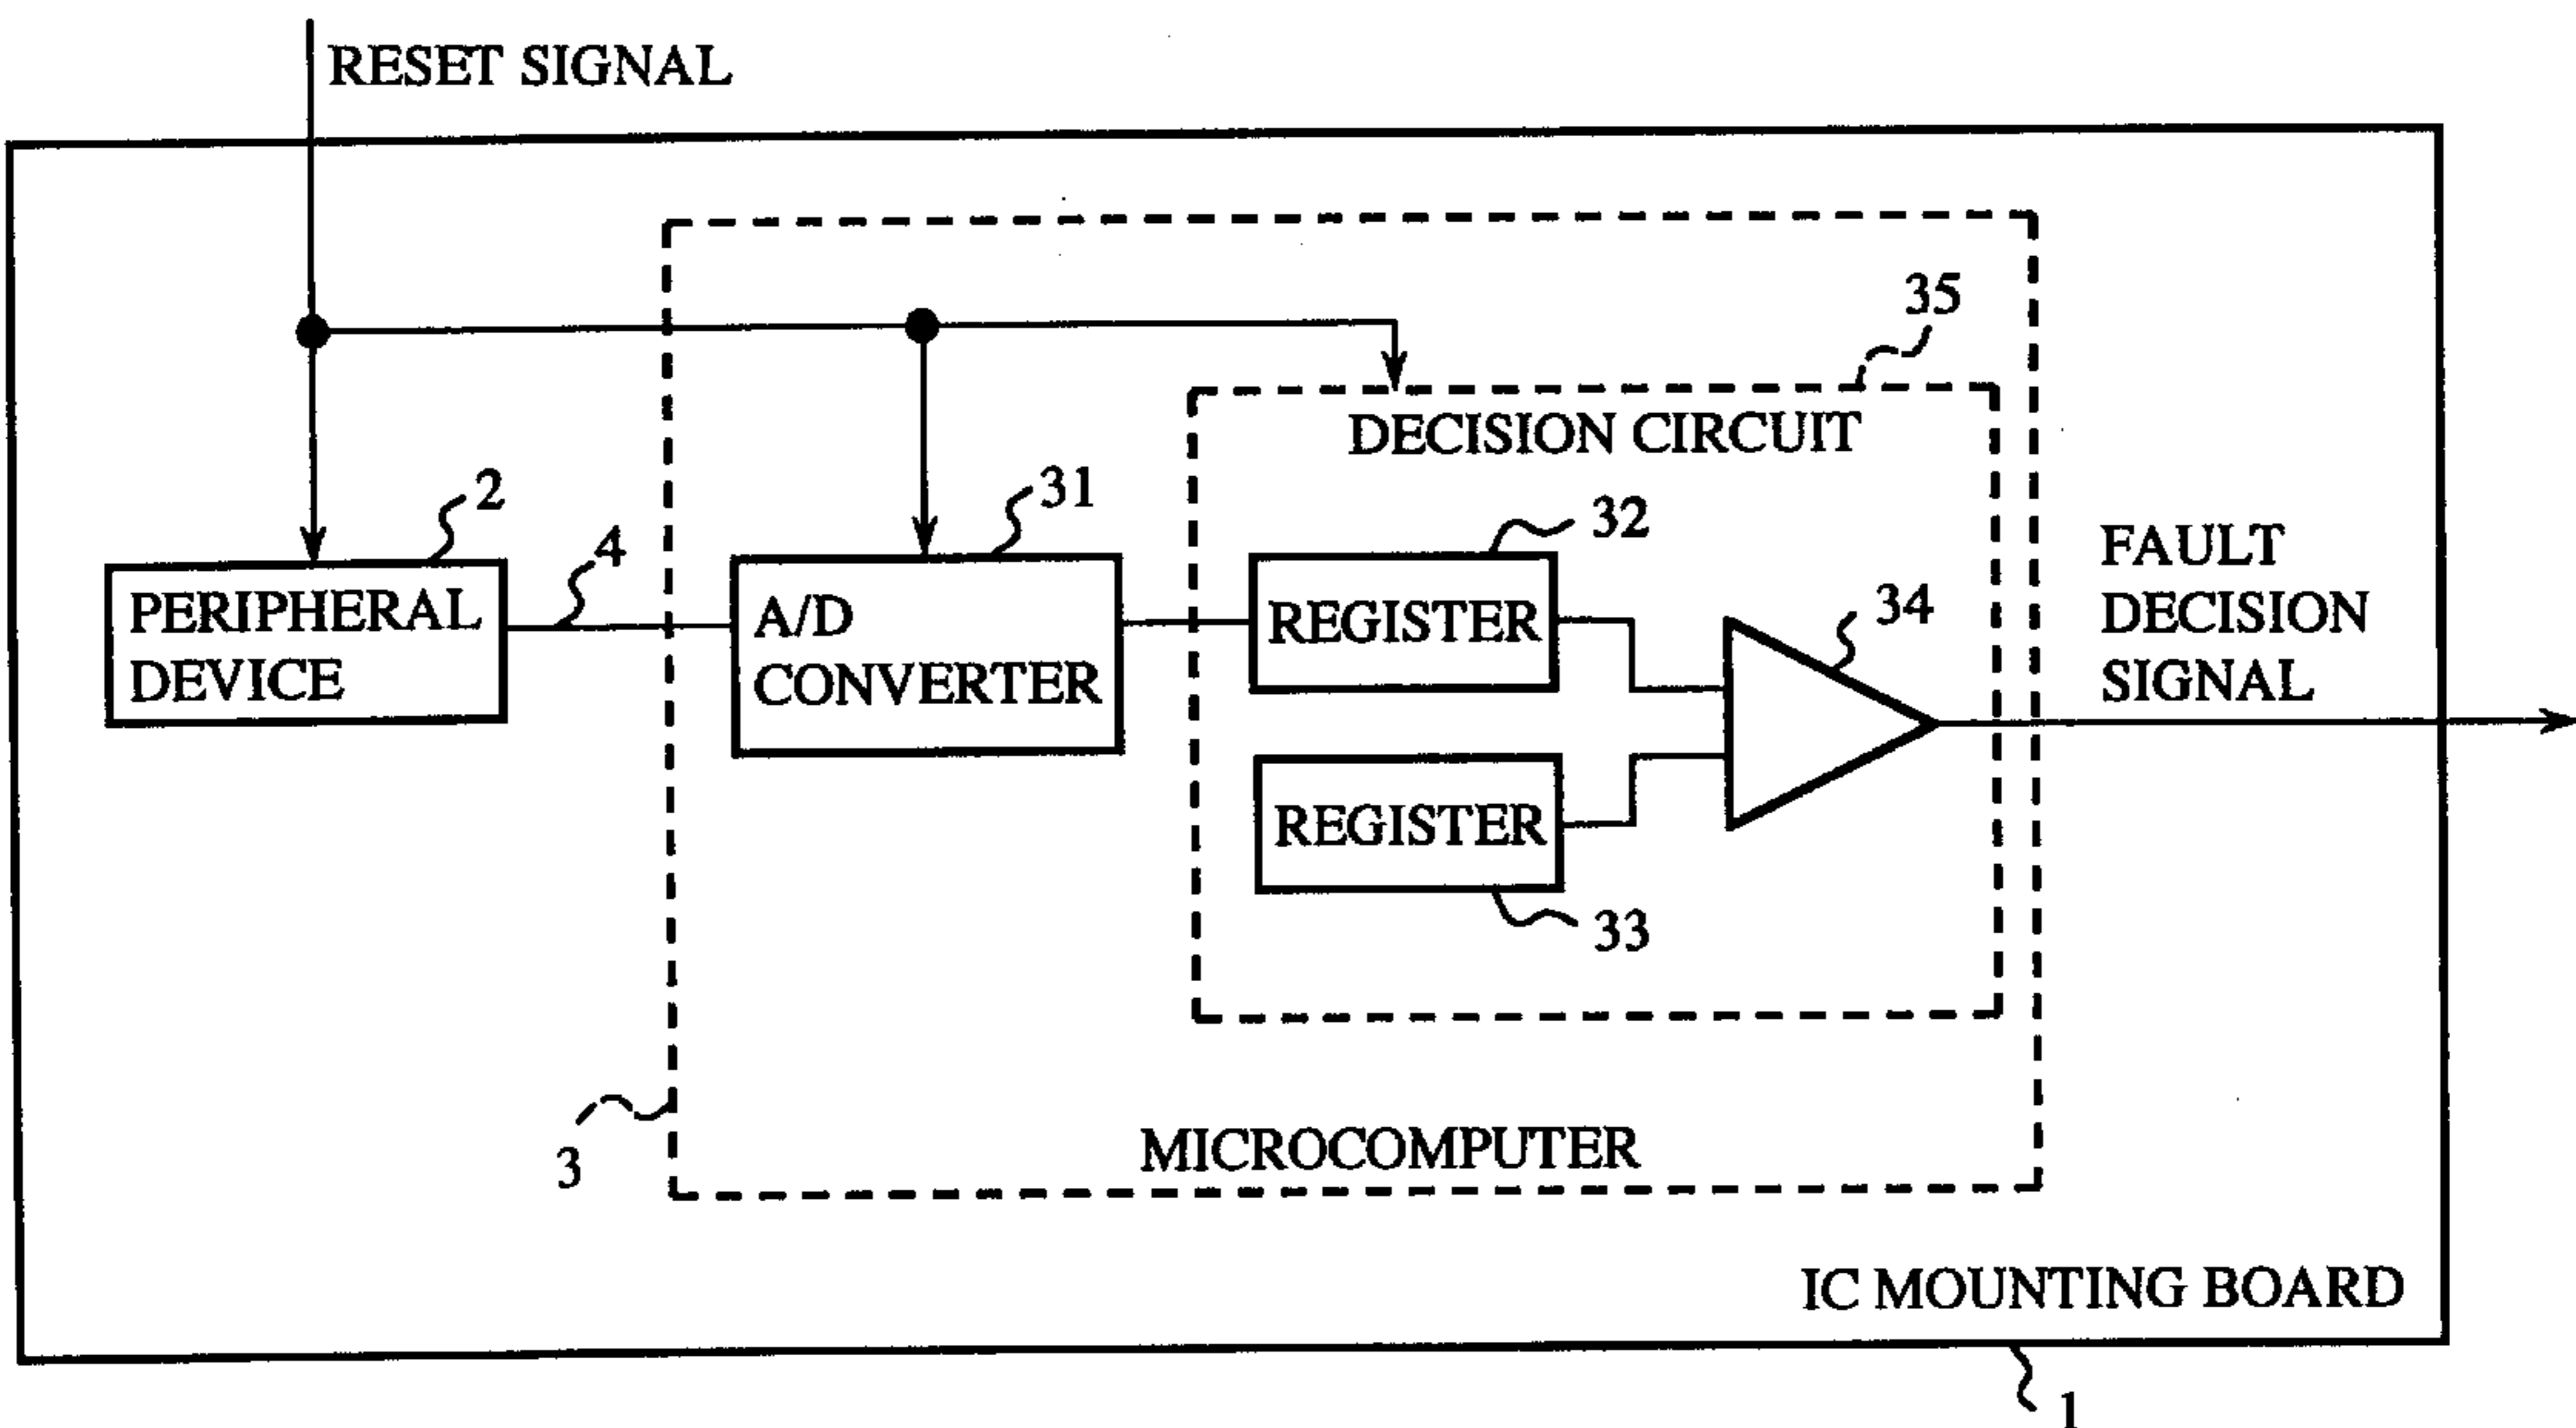 RESET SIGNAL
35
DECISION CIRCUIT
2
4
31
32
PERIPHERAL
DEVICE
A/D
CONVERTER
REGISTER
34
FAULT
DECISION
SIGNAL
REGISTER
33
3
MICROCOMPUTER
IC MOUNTING BOARD
1